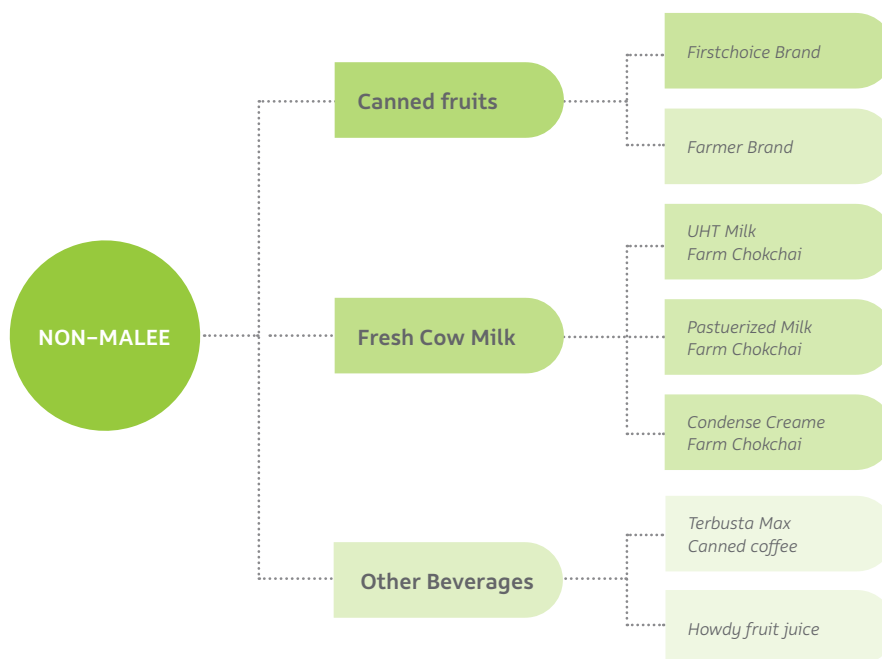 NON-MALEE
Canned fruits
Firstchoice Brand
Farmer Brand
Fresh Cow Milk
UHT Milk
Farm Chokchai
Pastuerized Milk
Farm Chokchai
Condense Creame
Farm Chokchai
Other Beverages
Terbusta Max
Canned coffee
Howdy fruit juice